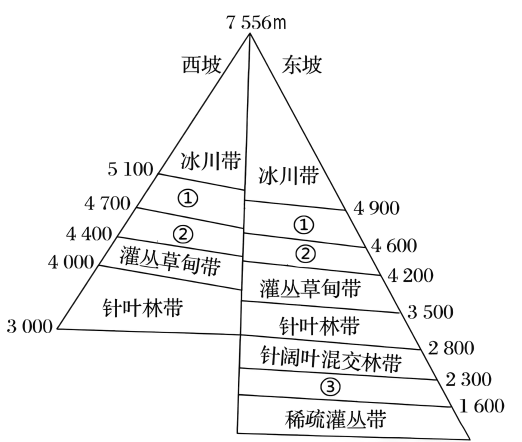 7 556m
西坡 东坡
冰川带 冰川带
5 100
① ①
4 900
4 700
② ②
4 600
4 400
灌丛草甸带 灌丛草甸带
4 200
4 000
针叶林带 针叶林带
3 500
3 000
2 800
针阔叶混交林带
2 300
③
1 600
稀疏灌丛带